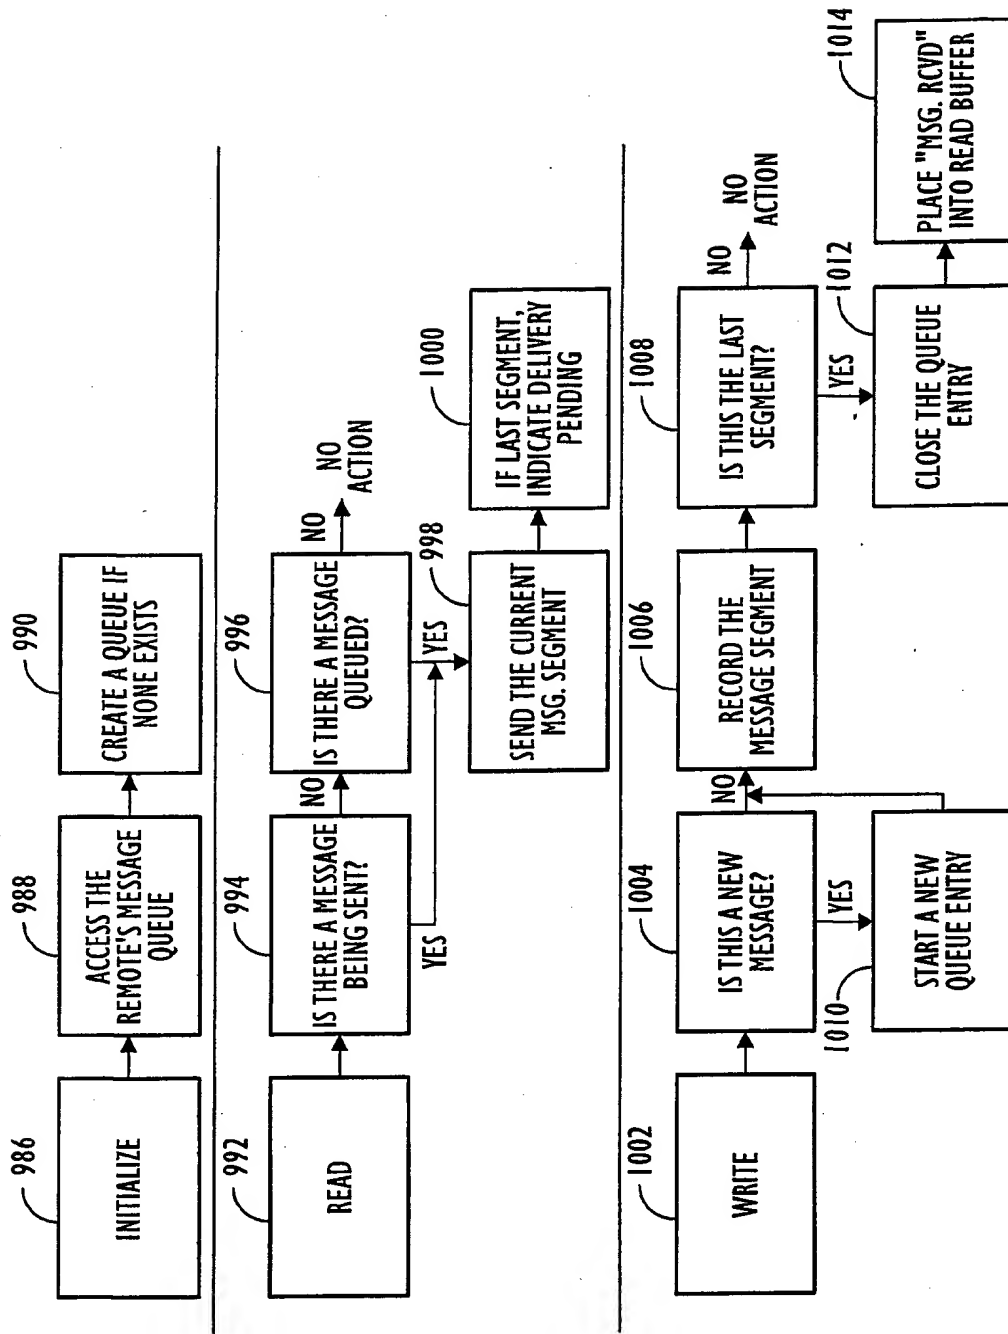 986
INITIALIZE
988
ACCESS THE
REMOTE'S MESSAGE
QUEUE
990
CREATE A QUEUE IF
NONE EXISTS
992
READ
994
IS THERE A MESSAGE
BEING SENT?
NO
YES
996
IS THERE A MESSAGE
QUEUED?
NO
NO
ACTION
YES
998
SEND THE CURRENT
MSG. SEGMENT
1000
IF LAST SEGMENT,
INDICATE DELIVERY
PENDING
1002
WRITE
1004
IS THIS A NEW
MESSAGE?
NO
YES
1010
START A NEW
QUEUE ENTRY
1006
RECORD THE
MESSAGE SEGMENT
1008
IS THIS THE LAST
SEGMENT?
NO
NO
ACTION
YES
1012
CLOSE THE QUEUE
ENTRY
1014
PLACE "MSG. RCVD"
INTO READ BUFFER